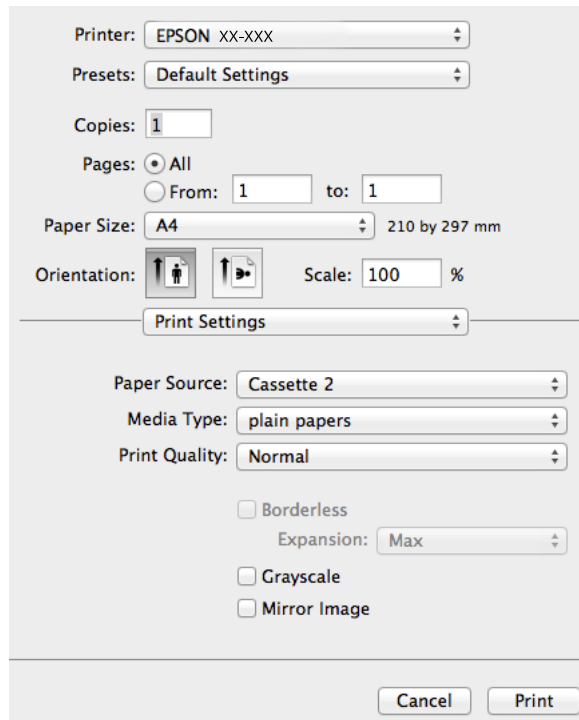 Printer: EPSON XX-XXX
Presets: Default Settings
Copies: 1
Pages: All
From: 1 to: 1
Paper Size: A4 210 by 297 mm
Orientation: Scale: 100 %
Print Settings
Paper Source: Cassette 2
Media Type: plain papers
Print Quality: Normal
Borderless
Expansion: Max
Grayscale
Mirror Image
Cancel Print